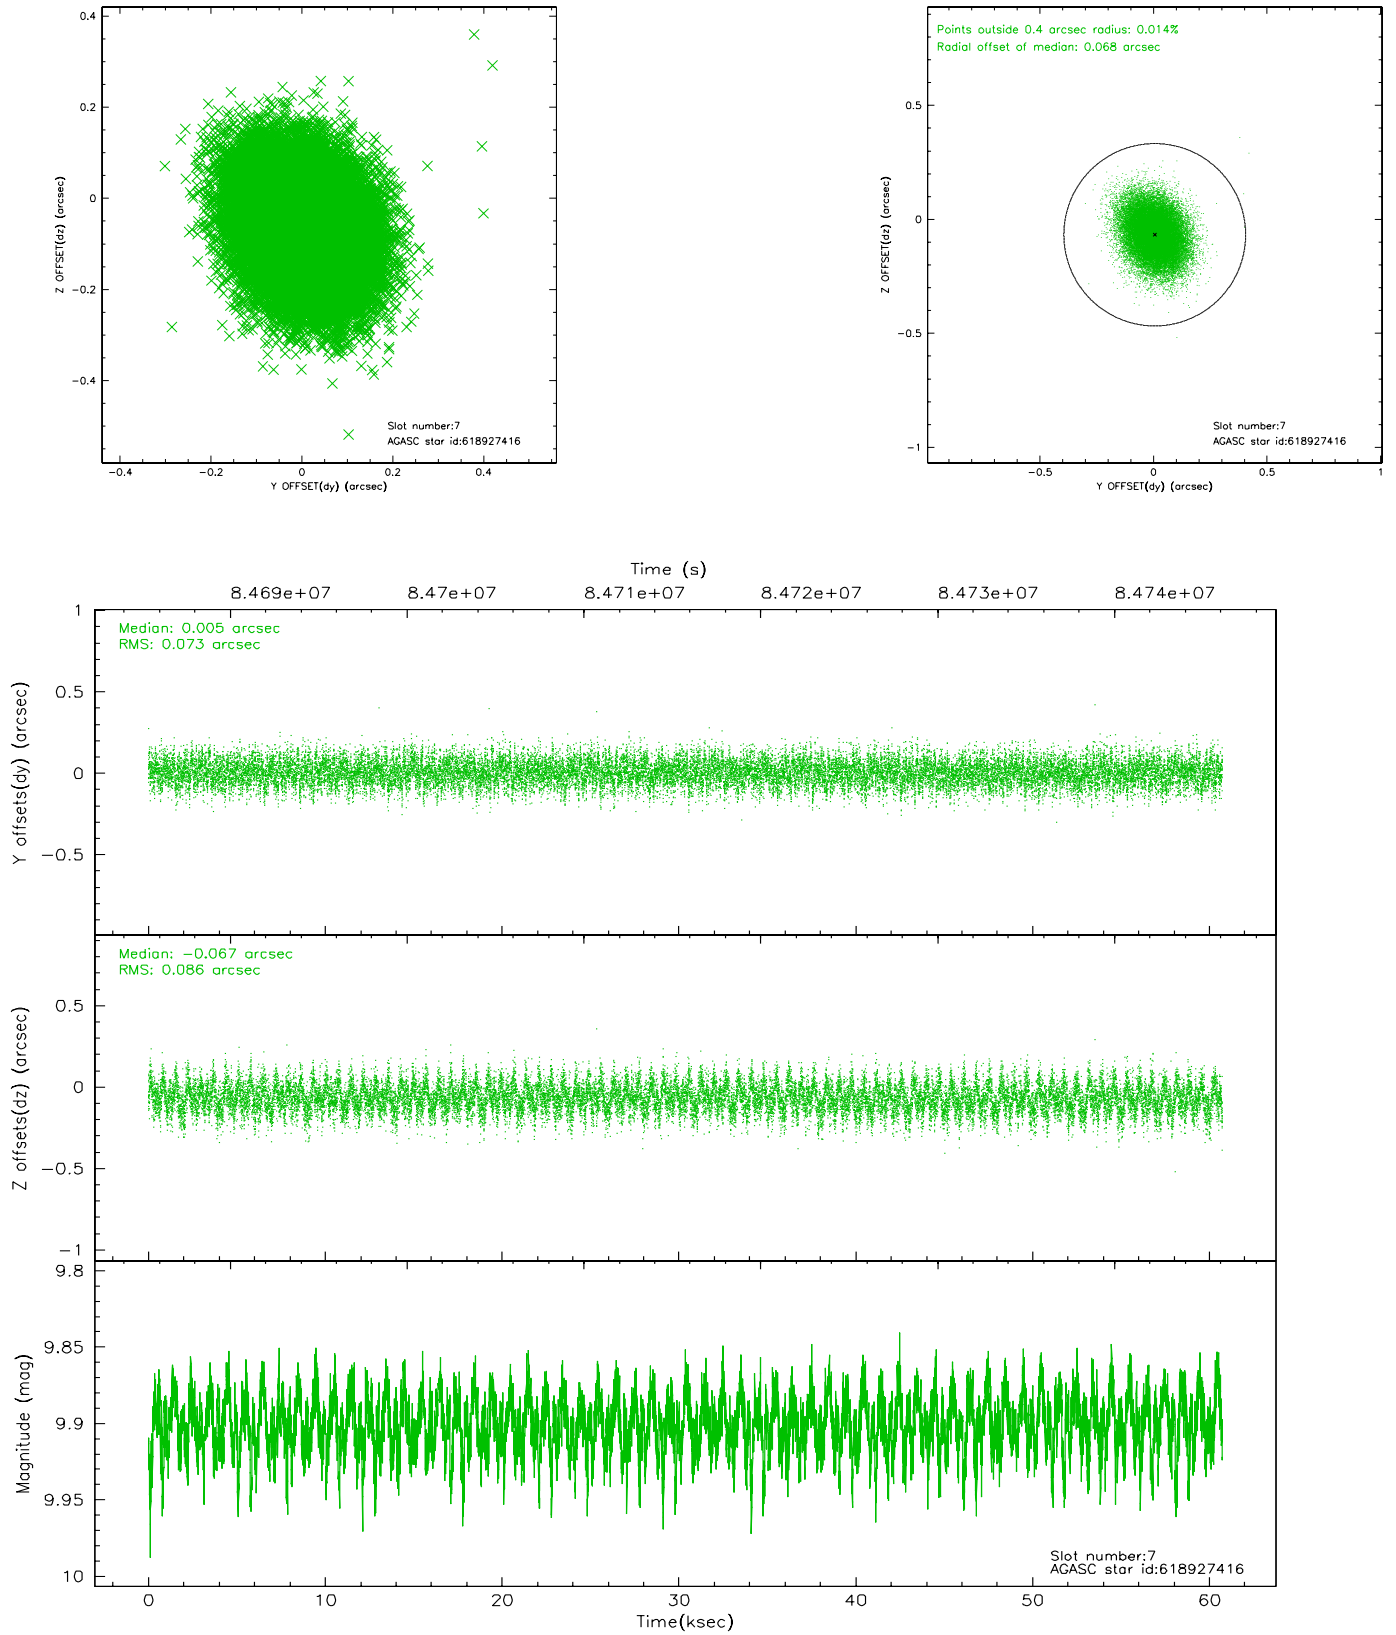 0.4
0.2
0
−0.2
−0.4
Z OFFSET(dz) (arcsec)
−0.4 −0.2 0 0.2 0.4
Y OFFSET(dy) (arcsec)
Slot number:7
AGASC star id:618927416
Points outside 0.4 arcsec radius: 0.014%
Radial offset of median: 0.068 arcsec
0.5
0
−0.5
−1
Z OFFSET(dz) (arcsec)
−0.5 0 0.5 1
Y OFFSET(dy) (arcsec)
Slot number:7
AGASC star id:618927416
Time (s)
8.469e+07 8.47e+07 8.471e+07 8.472e+07 8.473e+07 8.474e+07
Median: 0.005 arcsec
RMS: 0.073 arcsec
1
0.5
0
−0.5
Y offsets(dy) (arcsec)
Median: −0.067 arcsec
RMS: 0.086 arcsec
0.5
0
−0.5
−1
Z offsets(dz) (arcsec)
9.8
9.85
9.9
9.95
10
Magnitude (mag)
Slot number:7
AGASC star id:618927416
0 10 20 30 40 50 60
Time(ksec)